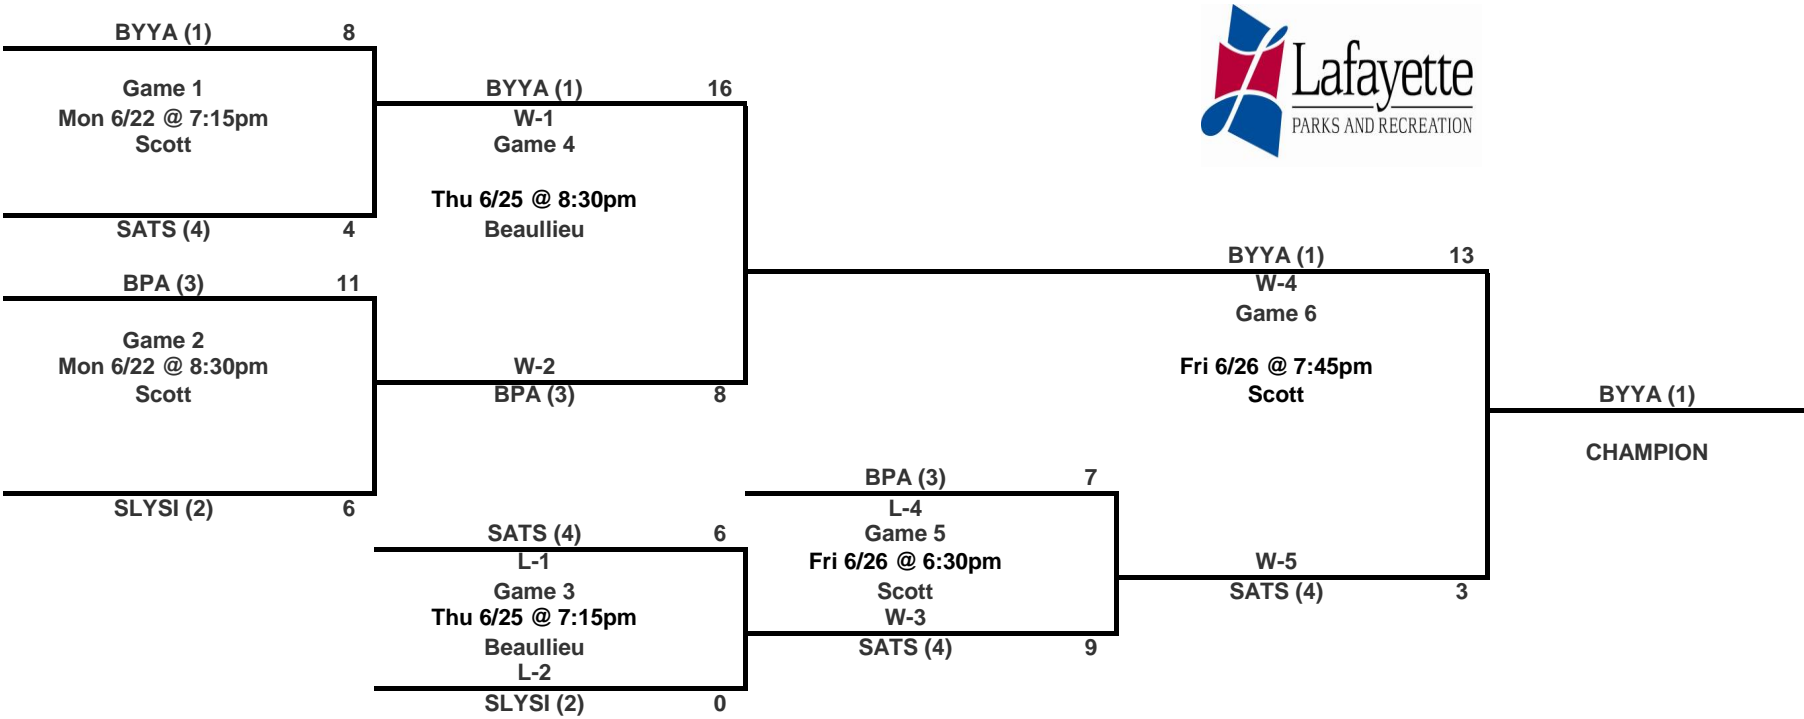 BYYA (1) 8
Game 1
Mon 6/22 @ 7:15pm
Scott
SATS (4) 4
BPA (3) 11
Game 2
Mon 6/22 @ 8:30pm
Scott
SLYSI (2) 6
BYYA (1) 16
W-1
Game 4
Thu 6/25 @ 8:30pm
Beaullieu
W-2
BPA (3) 8
SATS (4) 6
L-1
Game 3
Thu 6/25 @ 7:15pm
Beaullieu
L-2
SLYSI (2) 0
BPA (3) 7
L-4
Game 5
Fri 6/26 @ 6:30pm
Scott
W-3
SATS (4) 9
Lafayette
PARKS AND RECREATION
BYYA (1) 13
W-4
Game 6
Fri 6/26 @ 7:45pm
Scott
W-5
SATS (4) 3
BYYA (1)
CHAMPION